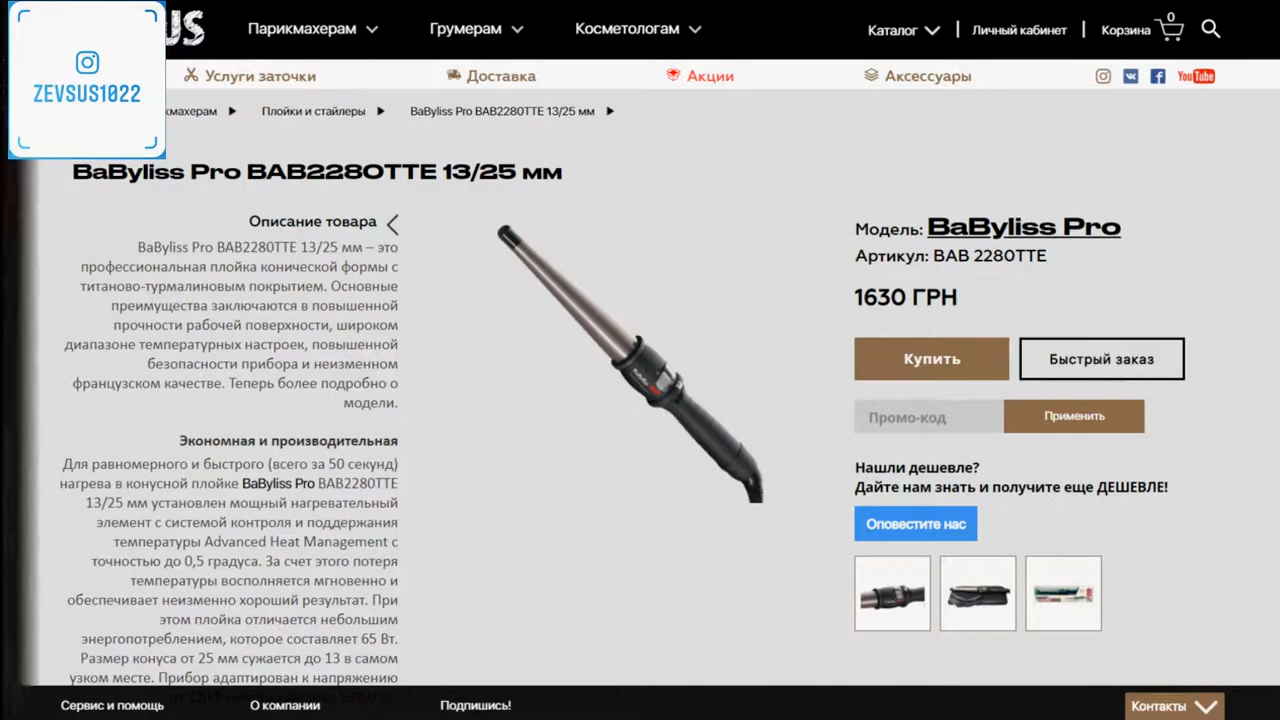 US
Парикмахерам
Грумерам
Косметологам
Каталог
Личный кабинет
Корзина
0
ZEVSUS1022
Услуги заточки
Доставка
Акции
Аксессуары
You Tube
кмахерам
Плойки и стайлеры
BaByliss Pro BAB2280TTE 13/25 мм
BaByliss Pro BAB2280TTE 13/25 мм
Описание товара
BaByliss Pro BAB2280TTE 13/25 мм – это
профессиональная плойка конической формы с
титаново-турмалиновым покрытием. Основные
преимущества заключаются в повышенной
прочности рабочей поверхности, широком
диапазоне температурных настроек, повышенной
безопасности прибора и неизменном
французском качестве. Теперь более подробно о
модели.
Экономная и производительная
Для равномерного и быстрого (всего за 50 секунд)
нагрева в конусной плойке BaByliss Pro BAB2280TTE
13/25 мм установлен мощный нагревательный
элемент с системой контроля и поддержания
температуры Advanced Heat Management с
точностью до 0,5 градуса. За счет этого потеря
температуры восполняется мгновенно и
обеспечивает неизменно хороший результат. При
этом плойка отличается небольшим
энергопотреблением, которое составляет 65 Вт.
Размер конуса от 25 мм сужается до 13 в самом
узком месте. Прибор адаптирован к напряжению
Модель: BaByliss Pro
Артикул: BAB 2280TTE
1630 ГРН
Купить
Быстрый заказ
Промо-код
Применить
Нашли дешевле?
Дайте нам знать и получите еще ДЕШЕВЛЕ!
Оповестите нас
Сервис и помощь
О компании
Подпишись!
Контакты